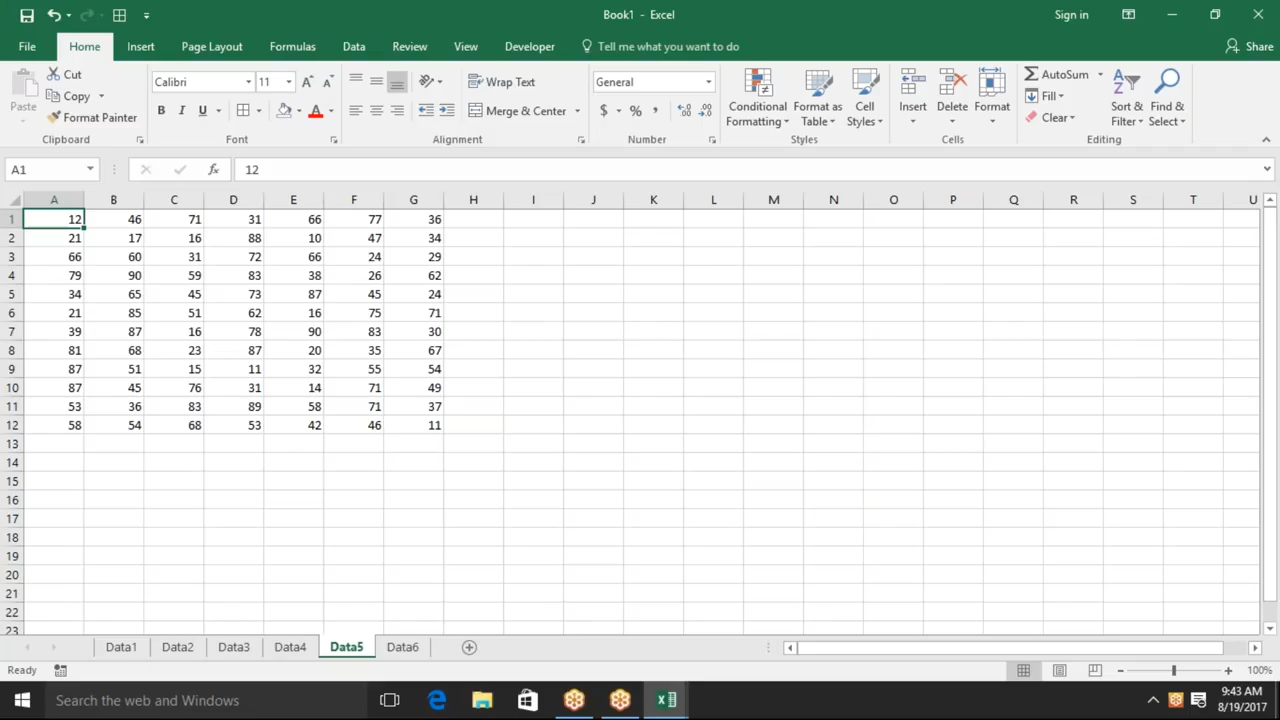 Book1 - Excel
Sign in
File Home Insert Page Layout Formulas Data Review View Developer Tell me what you want to do Share
Paste
Cut
Copy
Format Painter
Clipboard
Calibri 11
B I U
Font
Wrap Text
Merge & Center
Alignment
General
$ % ,
Number
Conditional Formatting
Format as Table
Cell Styles
Styles
Insert Delete Format
Cells
AutoSum
Fill
Clear
Sort & Filter
Find & Select
Editing
A1 fx 12
A B C D E F G H I J K L M N O P Q R S T U
1 12 46 71 31 66 77 36
2 21 17 16 88 10 47 34
3 66 60 31 72 66 24 29
4 79 90 59 83 38 26 62
5 34 65 45 73 87 45 24
6 21 85 51 62 16 75 71
7 39 87 16 78 90 83 30
8 81 68 23 87 20 35 67
9 87 51 15 11 32 55 54
10 87 45 76 31 14 71 49
11 53 36 83 89 58 71 37
12 58 54 68 53 42 46 11
13
14
15
16
17
18
19
20
21
22
23
Data1 Data2 Data3 Data4 Data5 Data6
Ready 100%
Search the web and Windows
9:43 AM
8/19/2017